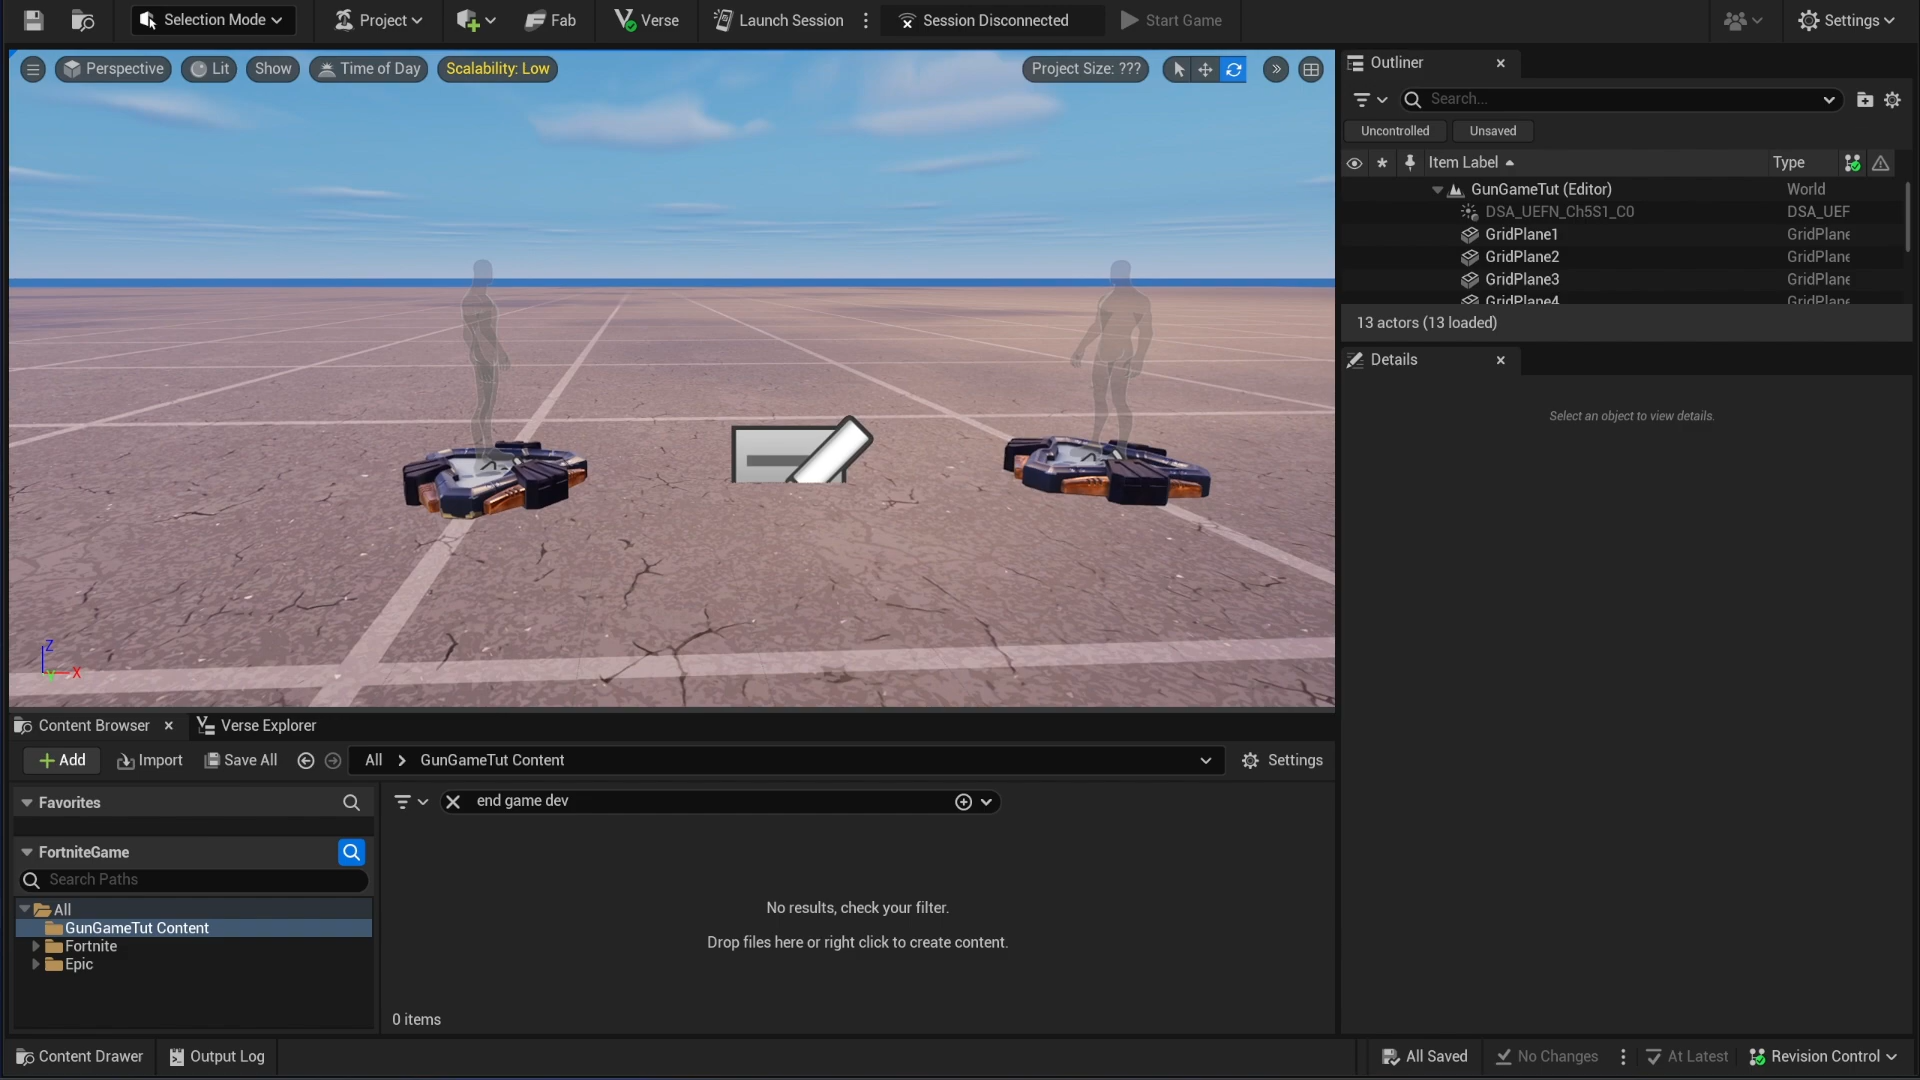 Selection Mode
Project
Fab
Verse
Launch Session
Session Disconnected
Start Game
Settings
Perspective
Lit
Show
Time of Day
Scalability: Low
Project Size: ???
Outliner
Search...
Uncontrolled
Unsaved
Item Label
Type
GunGameTut (Editor)
World
DSA_UEFN_Ch5S1_C0
DSA_UEF
GridPlane1
GridPlane
GridPlane2
GridPlane
GridPlane3
GridPlane
GridPlane4
GridPlane
13 actors (13 loaded)
Details
Select an object to view details.
Z
X
Y
Content Browser
Verse Explorer
Add
Import
Save All
All > GunGameTut Content
Settings
Favorites
end game dev
FortniteGame
Search Paths
All
GunGameTut Content
Fortnite
Epic
No results, check your filter.
Drop files here or right click to create content.
0 items
Content Drawer
Output Log
All Saved
No Changes
At Latest
Revision Control